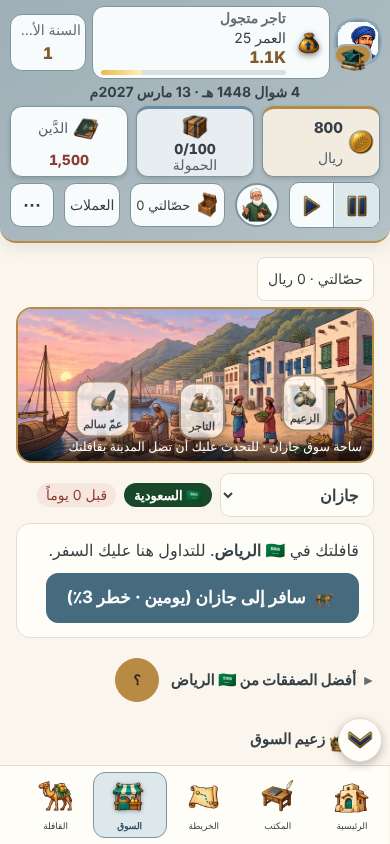 تاجر متجول
العمر 25
1.1K
السنة الأ...
1
4 شوال 1448 هـ · 13 مارس 2027م
800
ريال
0/100
الحمولة
الدَّين
1,500
حصّالتي 0
العملات
...
حصّالتي · 0 ريال
الزعيم
التاجر
عمّ سالم
ساحة سوق جازان · للتحدث عليك أن تصل المدينة بقافلتك
جازان
السعودية
قبل 0 يوماً
قافلتك في الرياض. للتداول هنا عليك السفر.
سافر إلى جازان (يومين · خطر 3٪)
أفضل الصفقات من الرياض
؟
زعيم السوق
الرئيسية
المكتب
الخريطة
السوق
القافلة